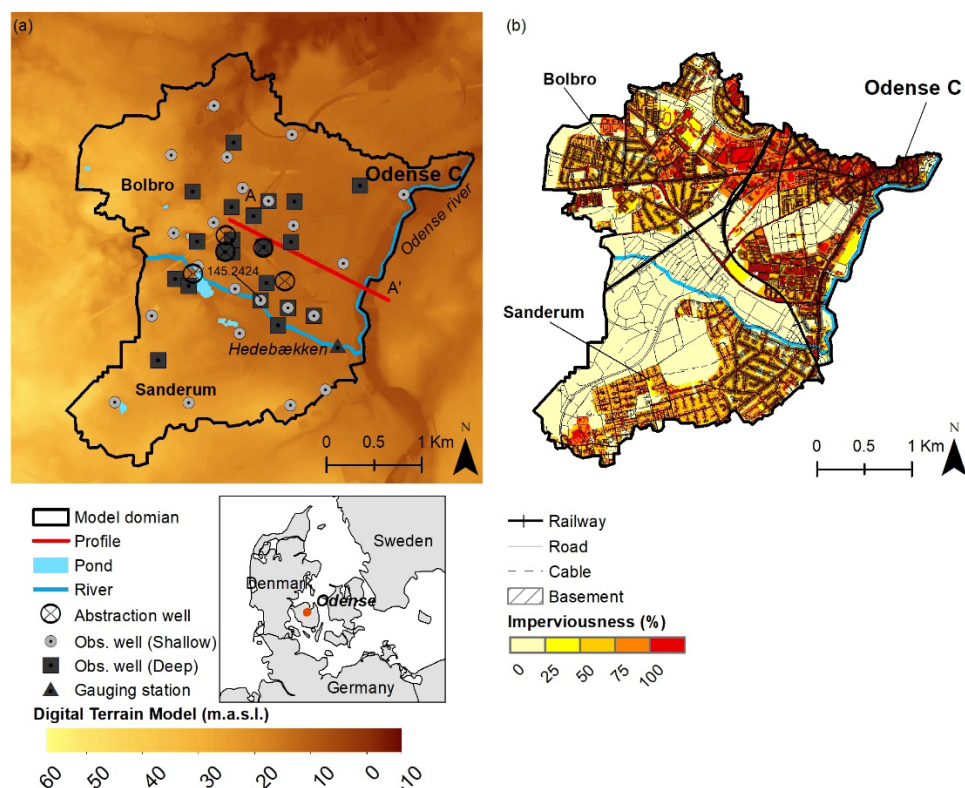 (a)
Bolbro
Odense C
A
Odense river
145.2424
A'
Hedebækken
Sanderum
N
0 0.5 1 Km
(b)
Bolbro
Odense C
Sanderum
N
0 0.5 1 Km
Model domian
Profile
Pond
River
Abstraction well
Obs. well (Shallow)
Obs. well (Deep)
Gauging station
Digital Terrain Model (m.a.s.l.)
60 50 40 30 20 10 0 -10
Sweden
Denmark
Odense
Germany
Railway
Road
Cable
Basement
Imperviousness (%)
0 25 50 75 100